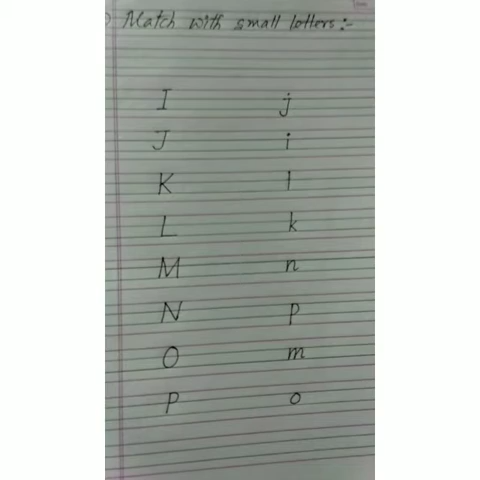 Match with small letters:-
I j
J i
K l
L k
M n
N p
O m
P o